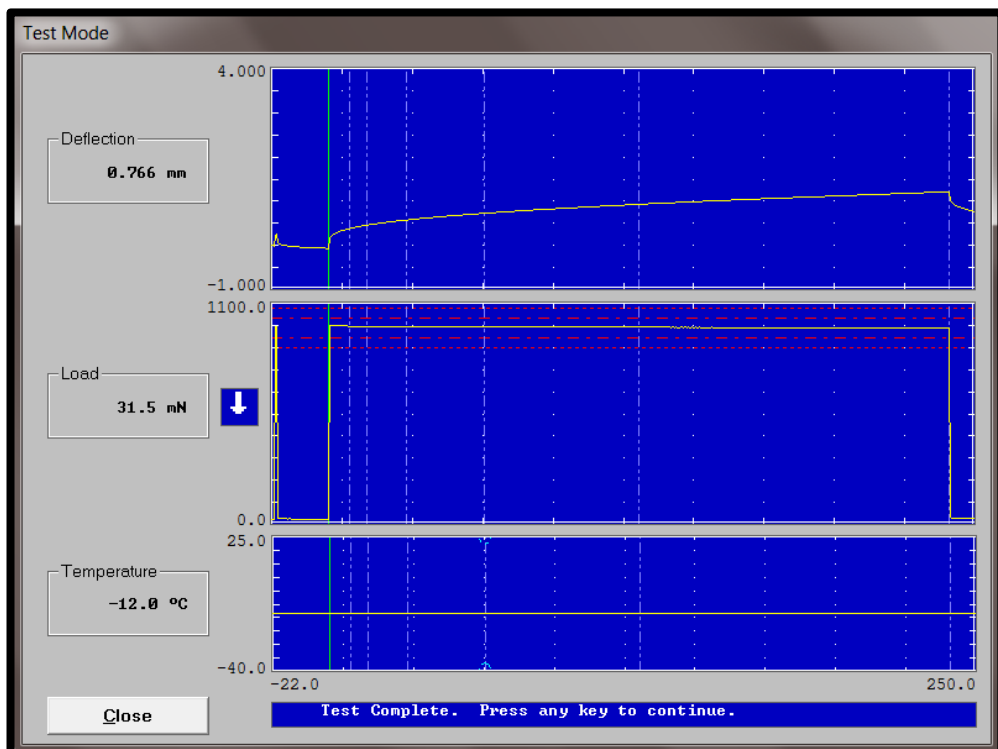 Test Mode
4.000
Deflection
0.766 mm
-1.000
1100.0
Load
31.5 mN
0.0
25.0
Temperature
-12.0 ºC
-40.0
-22.0 250.0
Close
Test Complete. Press any key to continue.